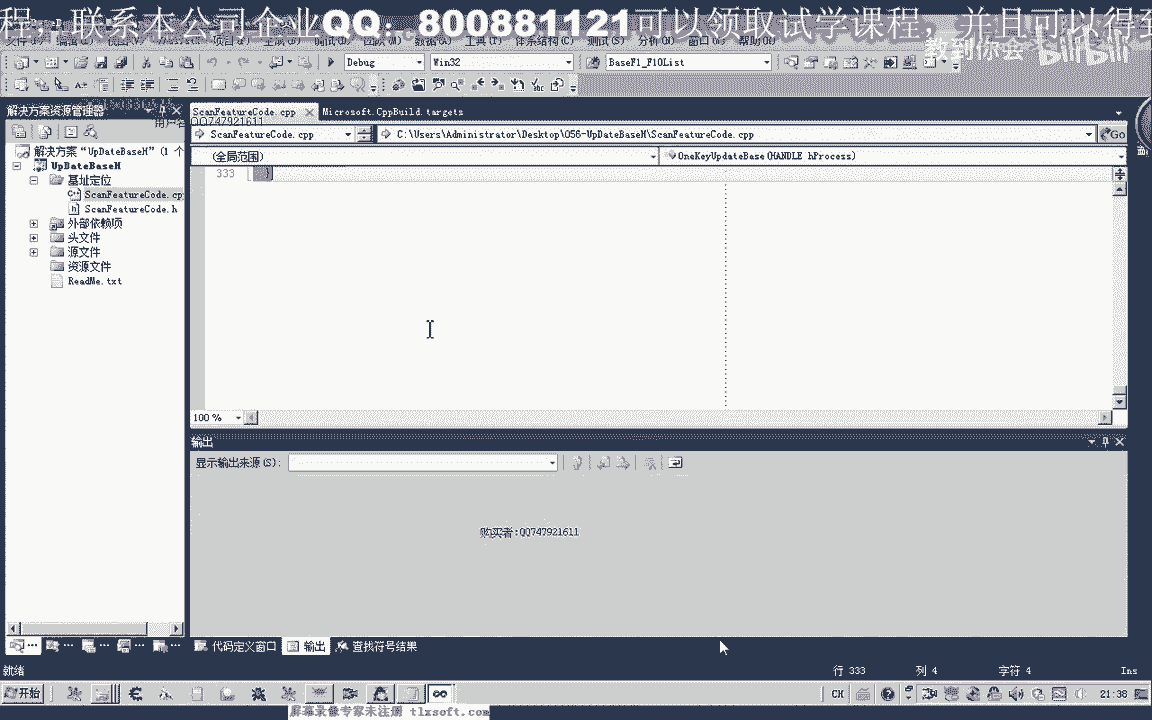 程，联系本公司企业QQ：800881121可以领取试学课程，并且可以得到
教到你会 bilibili
Debug Win32 BaseF1_F10List
解决方案资源管理器
ScanFeatureCode.cpp Microsoft.CppBuild.targets
QQ747921611
ScanFeatureCode.cpp C:\Users\Administrator\Desktop\056-UpDateBaseH\ScanFeatureCode.cpp Go
(全局范围) OneKeyUpdateBase(HANDLE hProcess)
解决方案"UpDateBaseH"(1 个
UpDateBaseH
基址定位
ScanFeatureCode.cp
ScanFeatureCode.h
外部依赖项
头文件
源文件
资源文件
ReadMe.txt
333 }
100 %
输出
显示输出来源(S):
购买者:QQ747921611
代码定义窗口 输出 查找符号结果
就绪 行 333 列 4 字符 4 Ins
开始 CH 21:38
屏幕录像专家未注册 tlxsoft.com